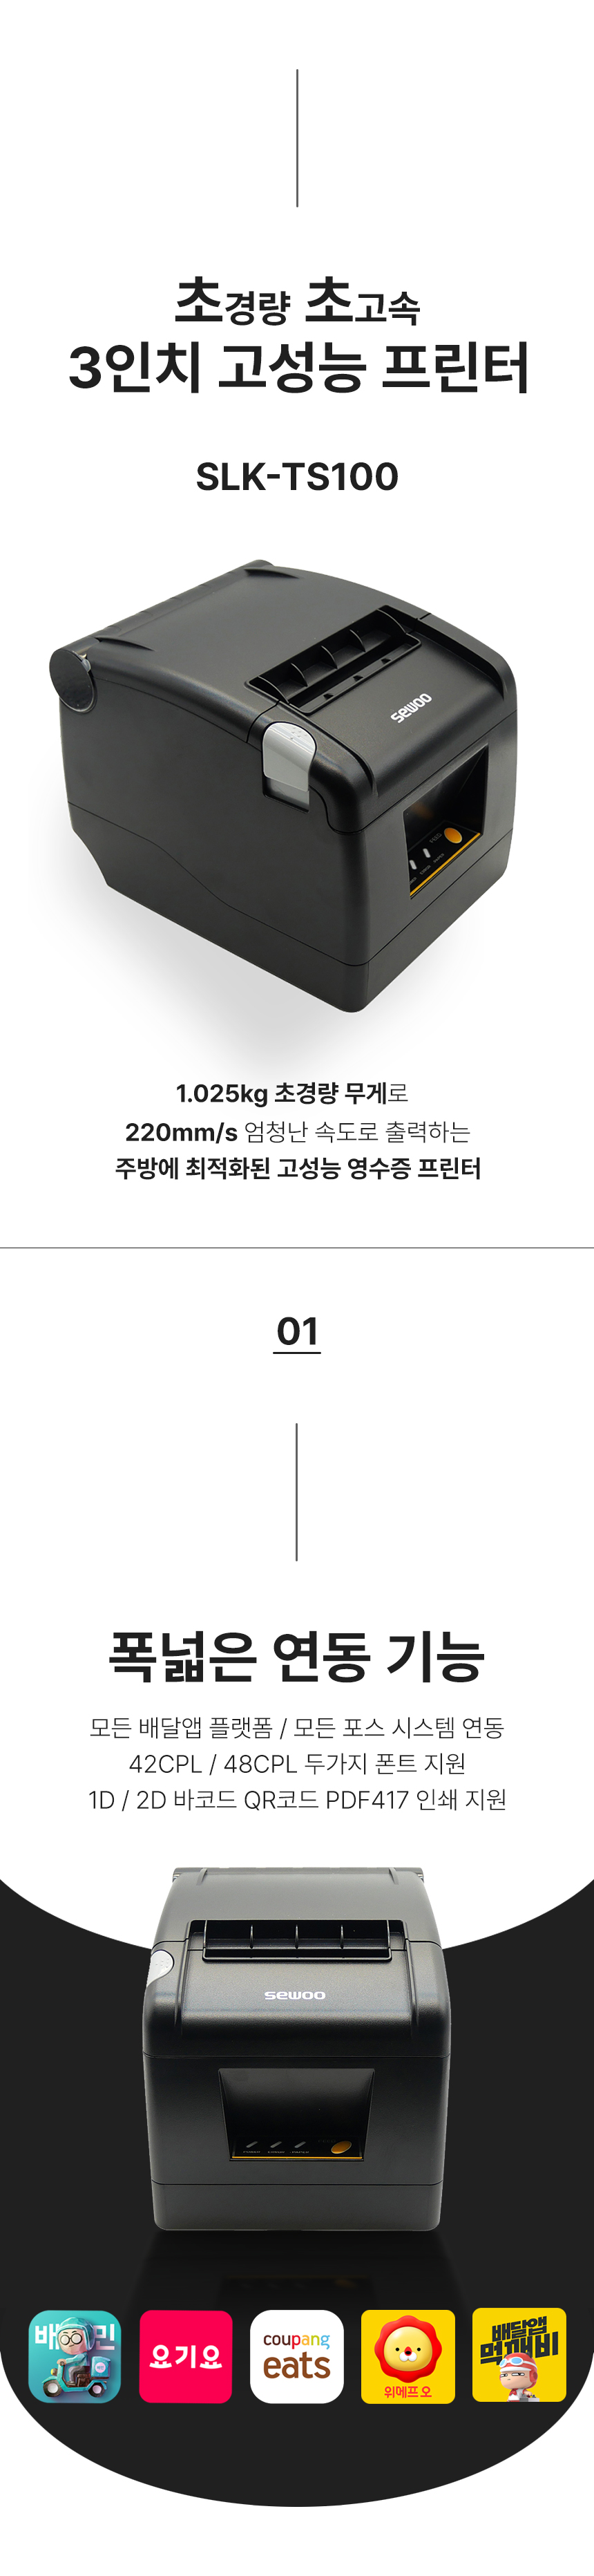 초경량 초고속
3인치 고성능 프린터
SLK-TS100
sewoo
FEED
1.025kg 초경량 무게로
220mm/s 엄청난 속도로 출력하는
주방에 최적화된 고성능 영수증 프린터
01
폭넓은 연동 기능
모든 배달앱 플랫폼 / 모든 포스 시스템 연동
42CPL / 48CPL 두가지 폰트 지원
1D / 2D 바코드 QR코드 PDF417 인쇄 지원
sewoo
요기요
coupang
eats
위메프오
배달앱
먹깨비